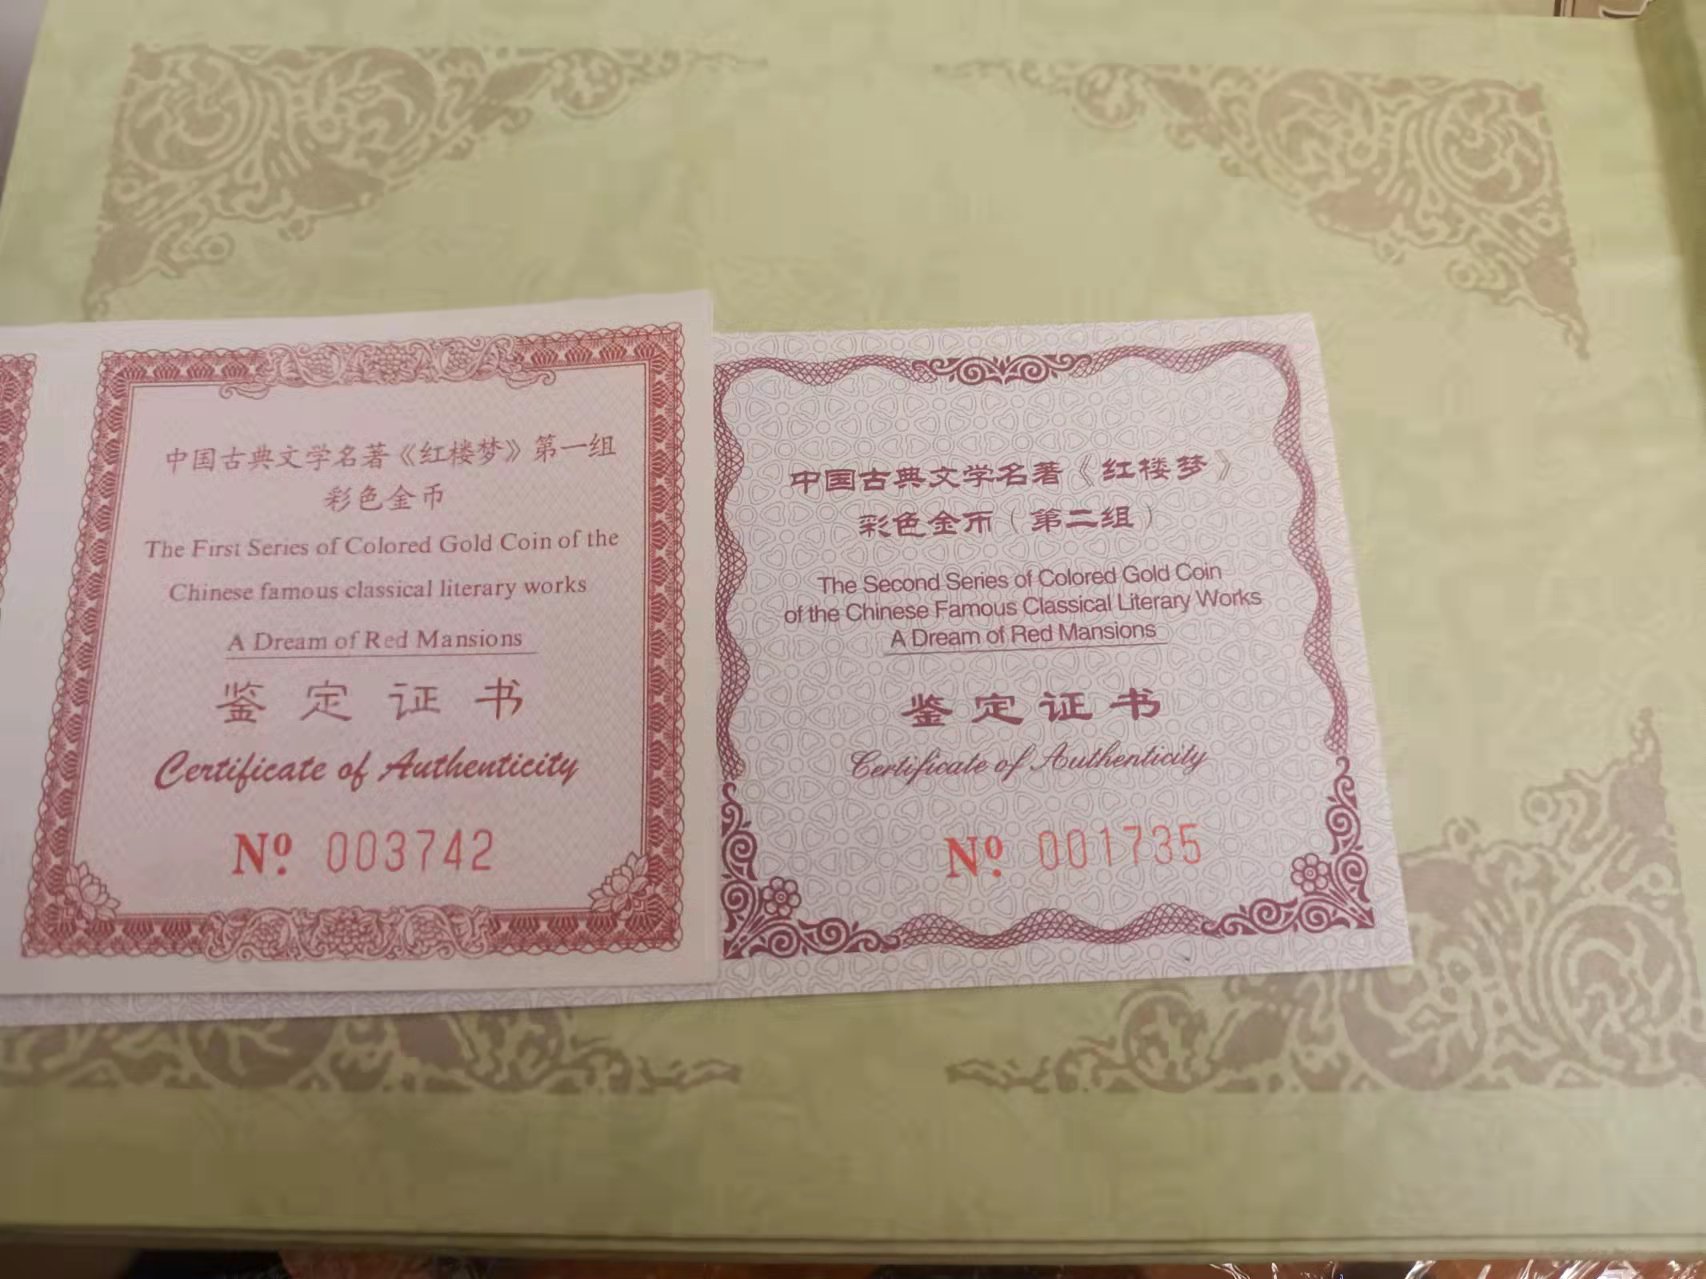 中国古典文学名著《红楼梦》第一组
彩色金币
The First Series of Colored Gold Coin of the
Chinese famous classical literary works
A Dream of Red Mansions
鉴定证书
Certificate of Authenticity
Nº 003742
中国古典文学名著《红楼梦》
彩色金币（第二组）
The Second Series of Colored Gold Coin
of the Chinese Famous Classical Literary Works
A Dream of Red Mansions
鉴定证书
Certificate of Authenticity
Nº 001735